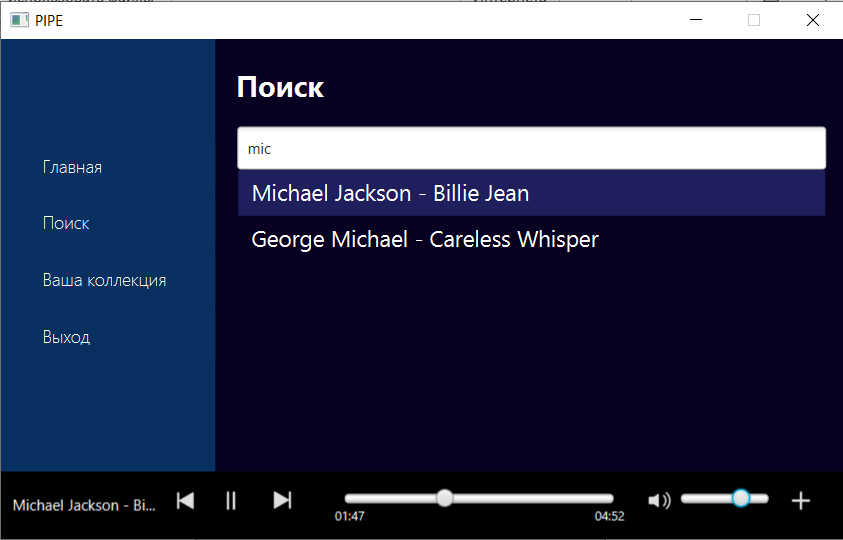 PIPE
Поиск
mic
Michael Jackson - Billie Jean
George Michael - Careless Whisper
Главная
Поиск
Ваша коллекция
Выход
Michael Jackson - Bi...
01:47
04:52